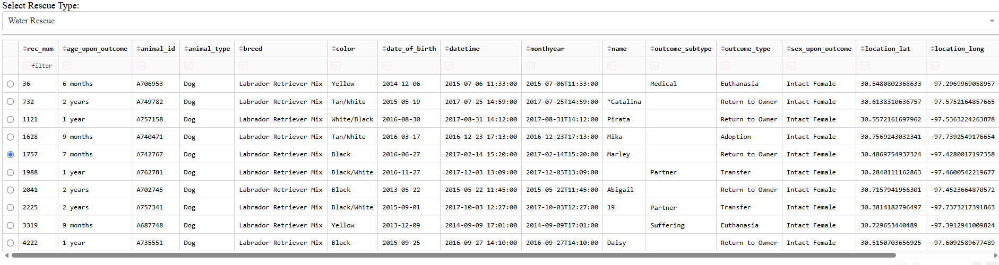 Select Rescue Type:
Water Rescue
rec_num age_upon_outcome animal_id animal_type breed color date_of_birth datetime monthyear name outcome_subtype outcome_type sex_upon_outcome location_lat location_long
Aa filter Aa Aa Aa Aa Aa Aa Aa Aa Aa Aa Aa Aa Aa Aa
36 6 months A706953 Dog Labrador Retriever Mix Yellow 2014-12-06 2015-07-06 11:33:00 2015-07-06T11:33:00 Medical Euthanasia Intact Female 30.5480802368633 -97.2969969058957
732 2 years A749782 Dog Labrador Retriever Mix Tan/White 2015-05-19 2017-07-25 14:59:00 2017-07-25T14:59:00 *Catalina Return to Owner Intact Female 30.6138310636757 -97.5752164857665
1121 1 year A757158 Dog Labrador Retriever Mix White/Black 2016-08-30 2017-08-31 14:12:00 2017-08-31T14:12:00 Pirata Return to Owner Intact Female 30.5572161697962 -97.5363224263878
1628 9 months A740471 Dog Labrador Retriever Mix Tan/White 2016-03-17 2016-12-23 17:13:00 2016-12-23T17:13:00 Mika Adoption Intact Female 30.7569243032341 -97.7392549176654
1757 7 months A742767 Dog Labrador Retriever Mix Black 2016-06-27 2017-02-14 15:20:00 2017-02-14T15:20:00 Marley Return to Owner Intact Female 30.4869754937324 -97.4280017197358
1988 1 year A762781 Dog Labrador Retriever Mix Black/White 2016-11-27 2017-12-03 13:09:00 2017-12-03T13:09:00 Partner Transfer Intact Female 30.2840111162863 -97.4600542219677
2041 2 years A702745 Dog Labrador Retriever Mix Black 2013-05-22 2015-05-22 11:45:00 2015-05-22T11:45:00 Abigail Return to Owner Intact Female 30.7157941956301 -97.4523664870572
2225 2 years A757341 Dog Labrador Retriever Mix Black/White 2015-09-01 2017-10-03 12:27:00 2017-10-03T12:27:00 19 Partner Transfer Intact Female 30.3814182796497 -97.7373217391863
3319 9 months A687748 Dog Labrador Retriever Mix Yellow 2013-12-09 2014-09-09 17:01:00 2014-09-09T17:01:00 Suffering Euthanasia Intact Female 30.729653440489 -97.3912941009824
4222 1 year A735551 Dog Labrador Retriever Mix Black 2015-09-25 2016-09-27 14:10:00 2016-09-27T14:10:00 Daisy Return to Owner Intact Female 30.5150703656925 -97.6092589677489